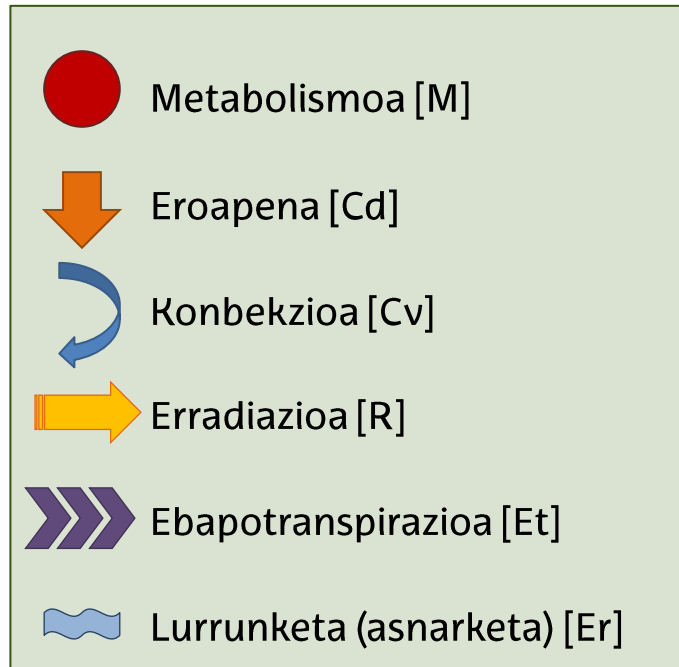 Metabolismoa [M]
Eroapena [Cd]
Konbekzioa [Cv]
Erradiazioa [R]
Ebapotranspirazioa [Et]
Lurrunketa (asnarketa) [Er]